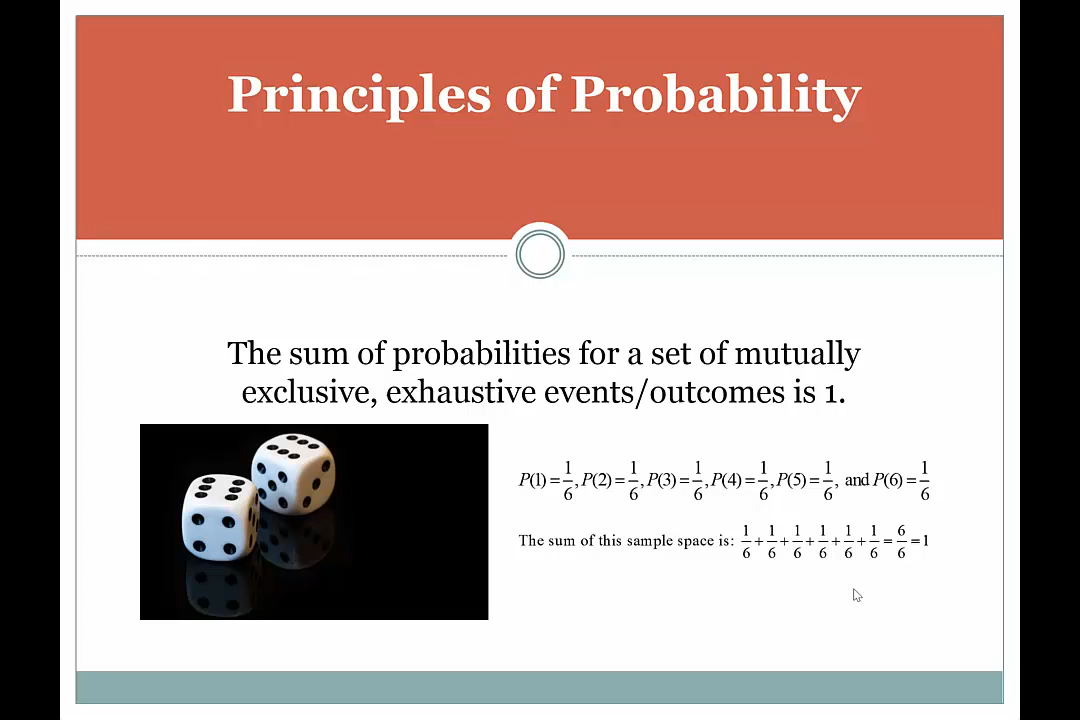 Principles of Probability
The sum of probabilities for a set of mutually
exclusive, exhaustive events/outcomes is 1.
P(1) = 1/6, P(2) = 1/6, P(3) = 1/6, P(4) = 1/6, P(5) = 1/6, and P(6) = 1/6
The sum of this sample space is: 1/6 + 1/6 + 1/6 + 1/6 + 1/6 + 1/6 = 6/6 = 1